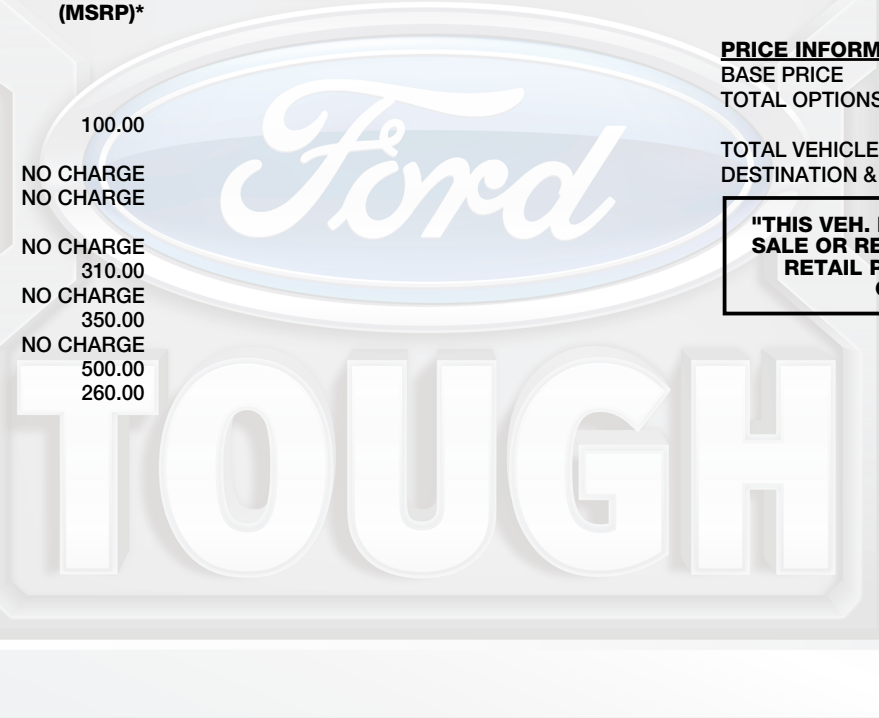 (MSRP)*
100.00
NO CHARGE
NO CHARGE
NO CHARGE
310.00
NO CHARGE
350.00
NO CHARGE
500.00
260.00
PRICE INFORM
BASE PRICE
TOTAL OPTIONS
TOTAL VEHICLE
DESTINATION &
"THIS VEH.
SALE OR RE
RETAIL P
Ford
TOUGH